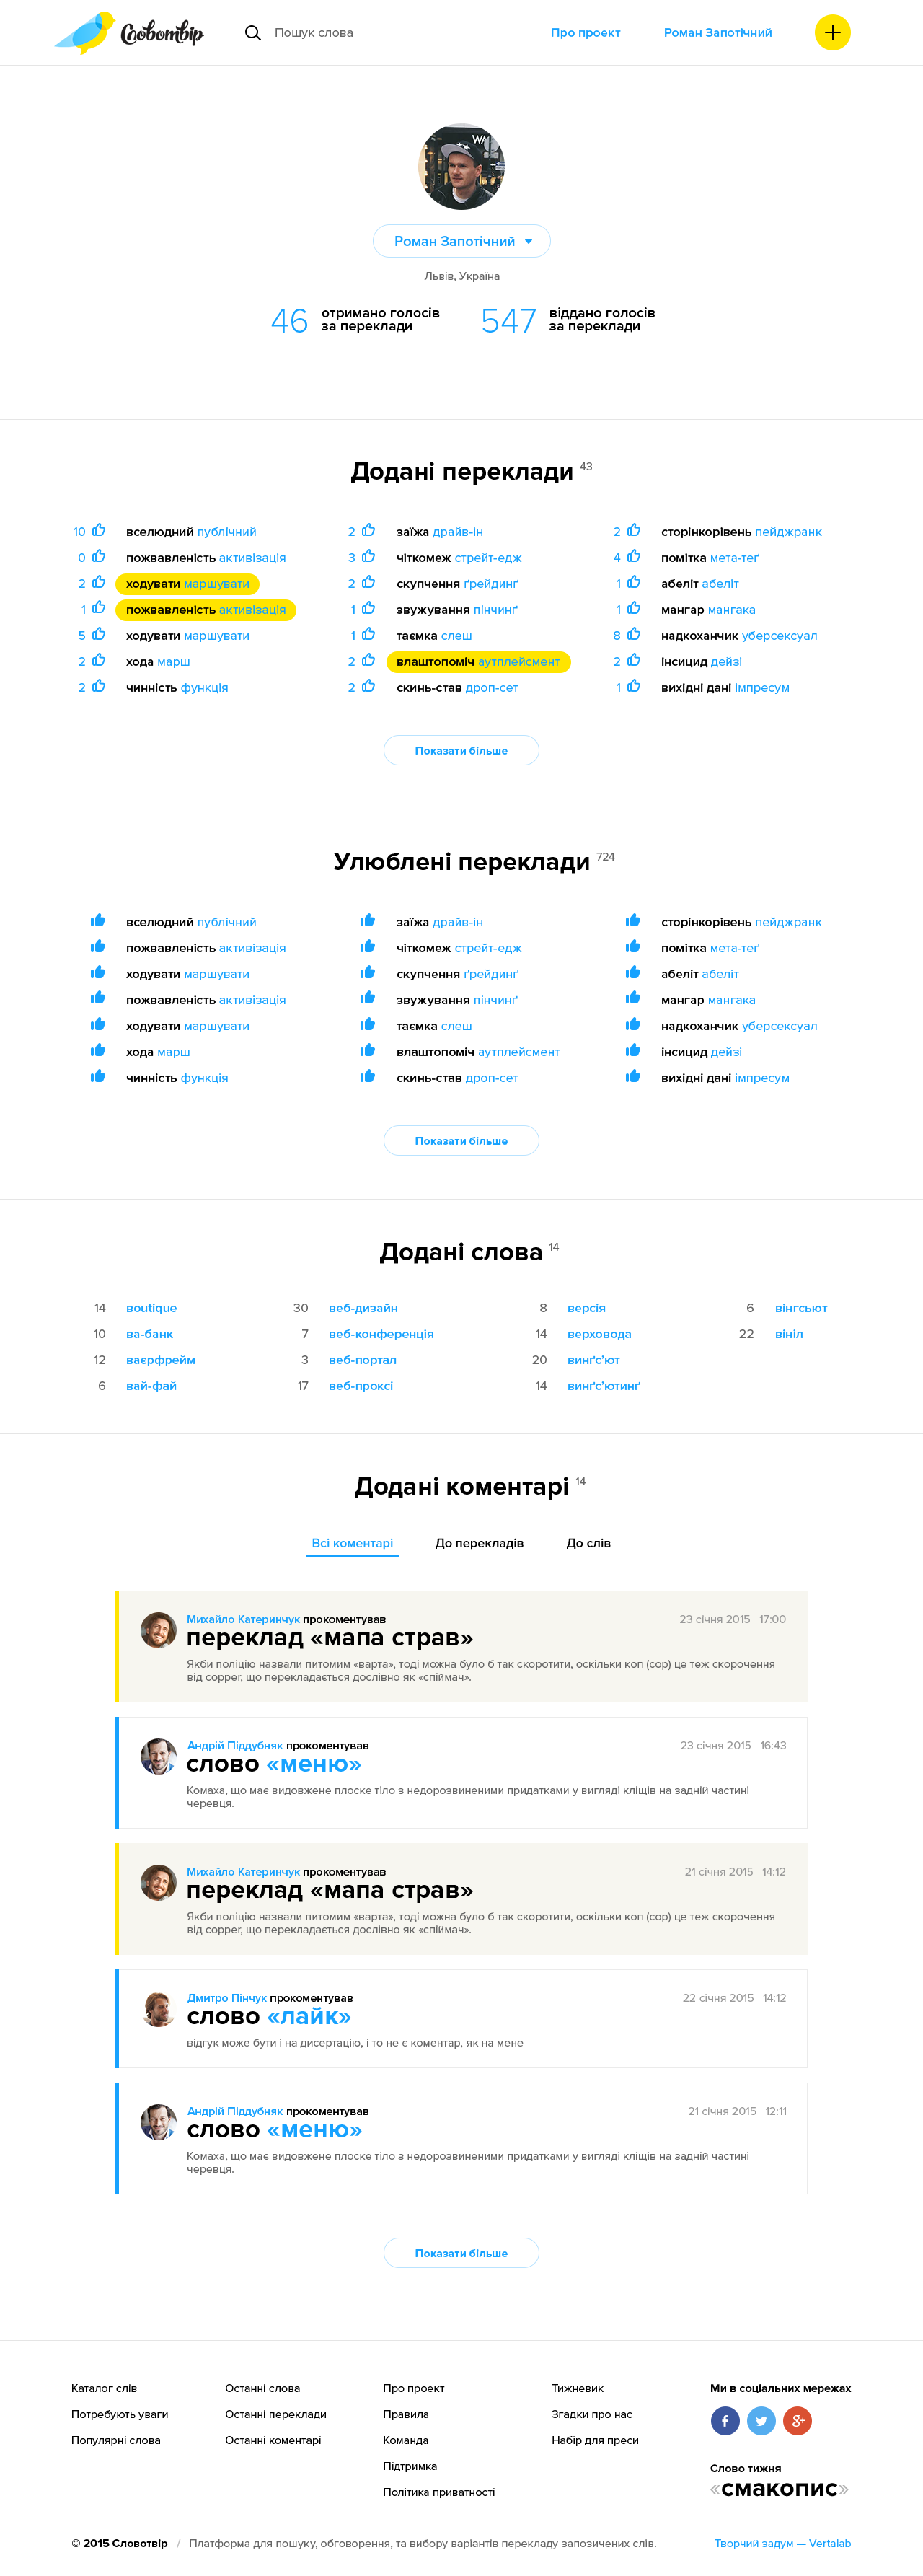 Словотвір
Пошук слова
Про проект
Роман Запотічний
WA
Роман Запотічний
Львів, Україна
46 отримано голосів
за переклади
547 віддано голосів
за переклади
Додані переклади 43
10 вселюдний публічний
0 пожвавленість активізація
2 ходувати маршувати
1 пожвавленість активізація
5 ходувати маршувати
2 хода марш
2 чинність функція
2 заїжа драйв-ін
3 чіткомеж стрейт-едж
2 скупчення ґрейдинґ
1 звужування пінчинґ
1 таємка слеш
2 влаштопоміч аутплейсмент
2 скинь-став дроп-сет
2 сторінкорівень пейджранк
4 помітка мета-теґ
1 абеліт абеліт
1 мангар мангака
8 надкоханчик уберсексуал
2 інсицид дейзі
1 вихідні дані імпресум
Показати більше
Улюблені переклади 724
вселюдний публічний
пожвавленість активізація
ходувати маршувати
пожвавленість активізація
ходувати маршувати
хода марш
чинність функція
заїжа драйв-ін
чіткомеж стрейт-едж
скупчення ґрейдинґ
звужування пінчинґ
таємка слеш
влаштопоміч аутплейсмент
скинь-став дроп-сет
сторінкорівень пейджранк
помітка мета-теґ
абеліт абеліт
мангар мангака
надкоханчик уберсексуал
інсицид дейзі
вихідні дані імпресум
Показати більше
Додані слова 14
14 вoutique
10 ва-банк
12 ваєрфрейм
6 вай-фай
30 веб-дизайн
7 веб-конференція
3 веб-портал
17 веб-проксі
8 версія
14 верховода
20 винґс’ют
14 винґс’ютинґ
6 вінгсьют
22 вініл
Додані коментарі 14
Всі коментарі
До перекладів
До слів
Михайло Катеринчук прокоментував
23 січня 2015 17:00
переклад «мапа страв»
Якби поліцію назвали питомим «варта», тоді можна було б так скоротити, оскільки коп (cop) це теж скорочення
від copper, що перекладається дослівно як «спіймач».
Андрій Піддубняк прокоментував
23 січня 2015 16:43
слово «меню»
Комаха, що має видовжене плоске тіло з недорозвиненими придатками у вигляді кліщів на задній частині
черевця.
Михайло Катеринчук прокоментував
21 січня 2015 14:12
переклад «мапа страв»
Якби поліцію назвали питомим «варта», тоді можна було б так скоротити, оскільки коп (cop) це теж скорочення
від copper, що перекладається дослівно як «спіймач».
Дмитро Пінчук прокоментував
22 січня 2015 14:12
слово «лайк»
відгук може бути і на дисертацію, і то не є коментар, як на мене
Андрій Піддубняк прокоментував
21 січня 2015 12:11
слово «меню»
Комаха, що має видовжене плоске тіло з недорозвиненими придатками у вигляді кліщів на задній частині
черевця.
Показати більше
Каталог слів
Потребують уваги
Популярні слова
Останні слова
Останні переклади
Останні коментарі
Про проект
Правила
Команда
Підтримка
Політика приватності
Тижневик
Згадки про нас
Набір для преси
Ми в соціальних мережах
f
g+
Слово тижня
«смакопис»
© 2015 Словотвір / Платформа для пошуку, обговорення, та вибору варіантів перекладу запозичених слів.
Творчий задум — Vertalab